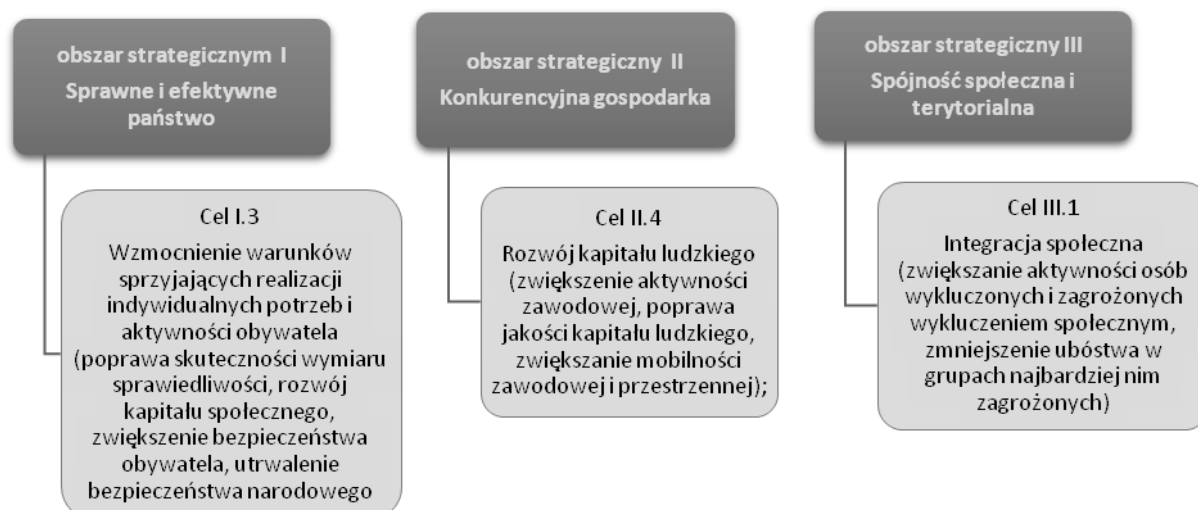 obszar strategicznym I
Sprawne i efektywne
państwo
Cel I.3
Wzmocnienie warunków
sprzyjających realizacji
indywidualnych potrzeb i
aktywności obywatela
(poprawa skuteczności wymiaru
sprawiedliwości, rozwój
kapitału społecznego,
zwiększenie bezpieczeństwa
obywatela, utrwalenie
bezpieczeństwa narodowego
obszar strategiczny II
Konkurencyjna gospodarka
Cel II.4
Rozwój kapitału ludzkiego
(zwiększenie aktywności
zawodowej, poprawa
jakości kapitału ludzkiego,
zwiększanie mobilności
zawodowej i przestrzennej);
obszar strategiczny III
Spójność społeczna i
terytorialna
Cel III.1
Integracja społeczna
(zwiększanie aktywności osób
wykluczonych i zagrożonych
wykluczeniem społecznym,
zmniejszenie ubóstwa w
grupach najbardziej nim
zagrożonych)